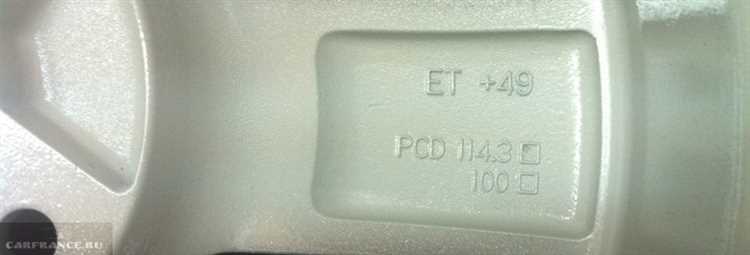 ET +49
PCD 114.3
100
CARFRANCE.RU